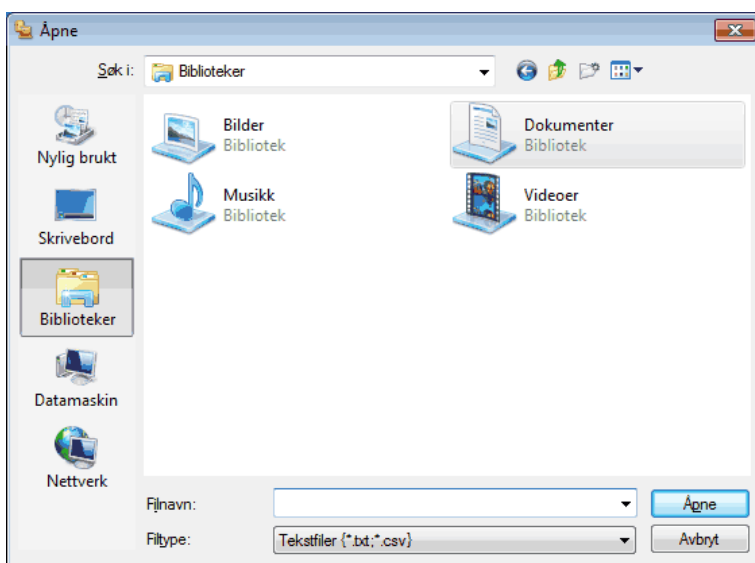 Åpne
Søk i:
Biblioteker
Nylig brukt
Skrivebord
Biblioteker
Datamaskin
Nettverk
Bilder
Bibliotek
Dokumenter
Bibliotek
Musikk
Bibliotek
Videoer
Bibliotek
Filnavn:
Åpne
Filtype:
Tekstfiler {*.txt;*.csv}
Avbryt